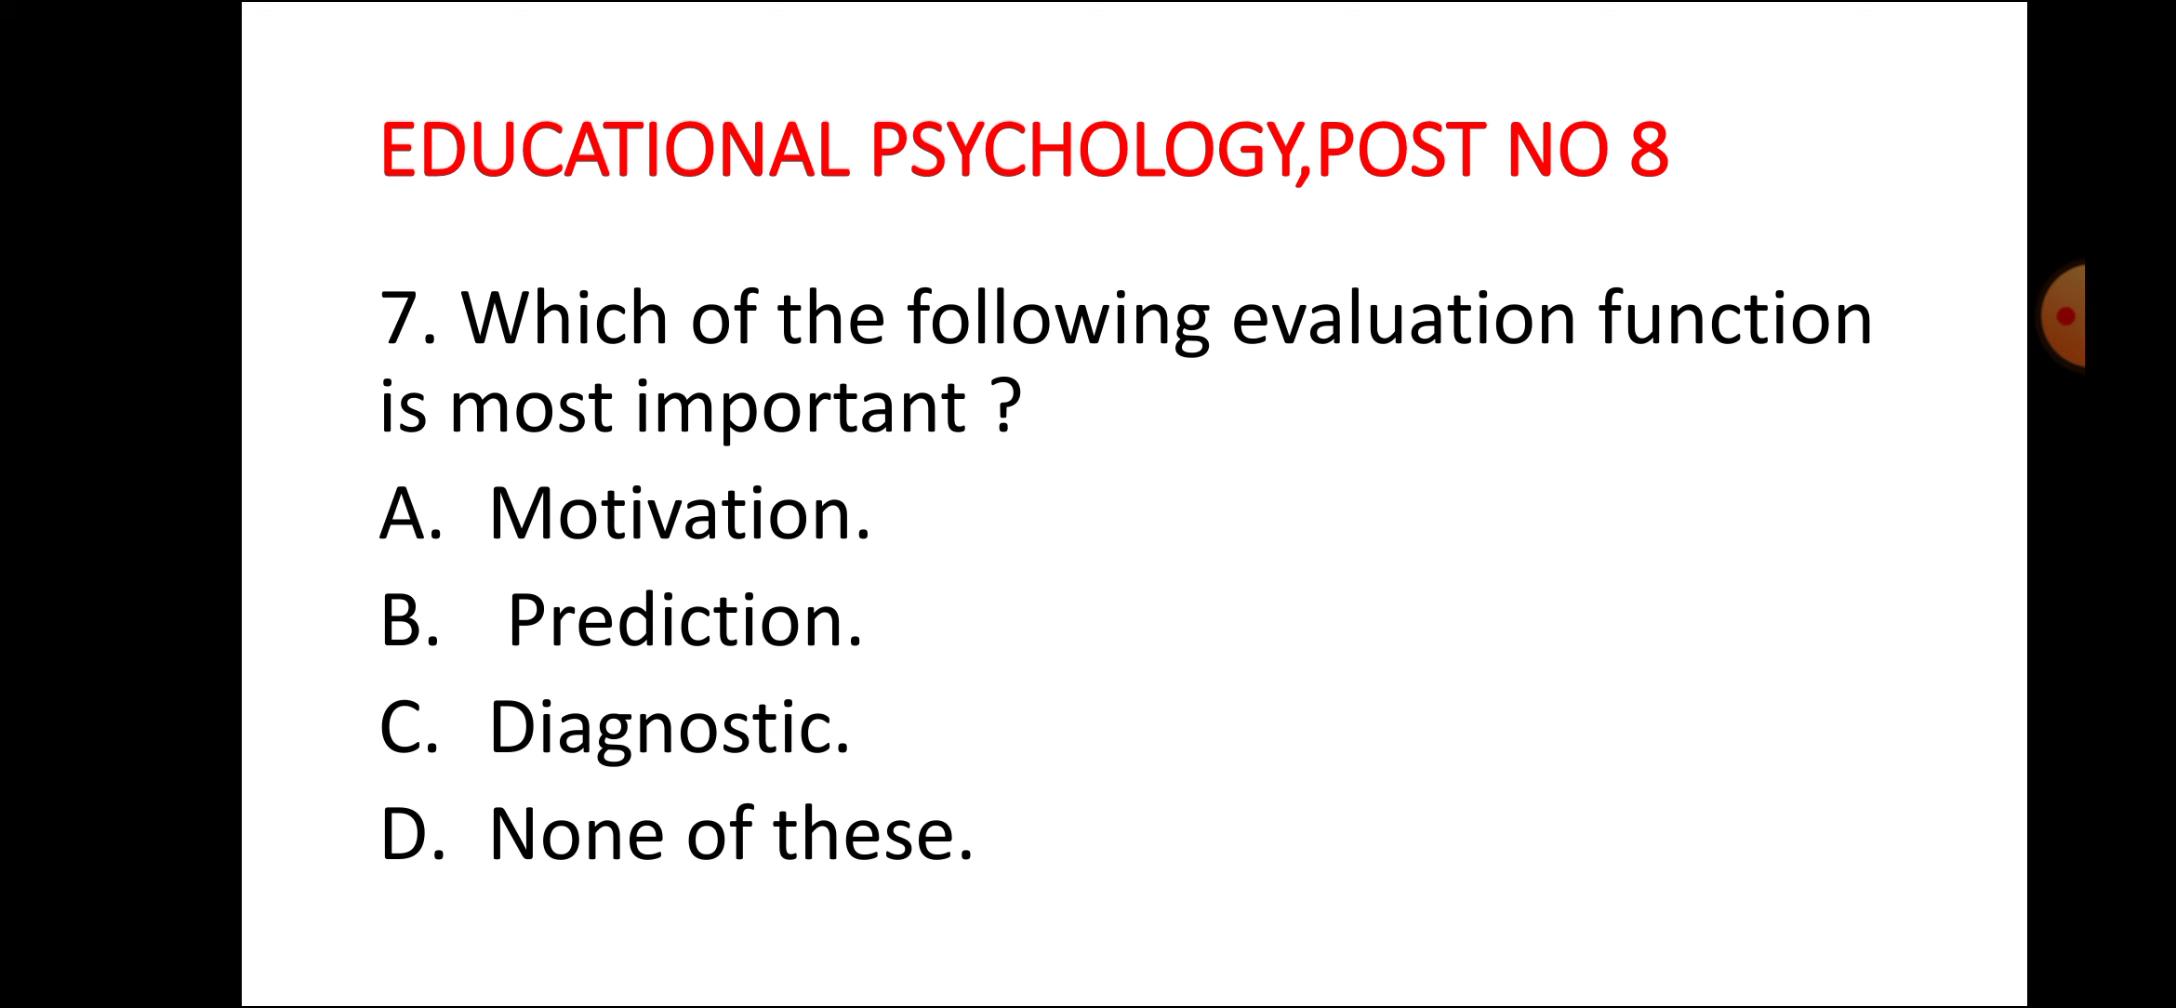 EDUCATIONAL PSYCHOLOGY,POST NO 8
7. Which of the following evaluation function
is most important ?
A. Motivation.
B. Prediction.
C. Diagnostic.
D. None of these.